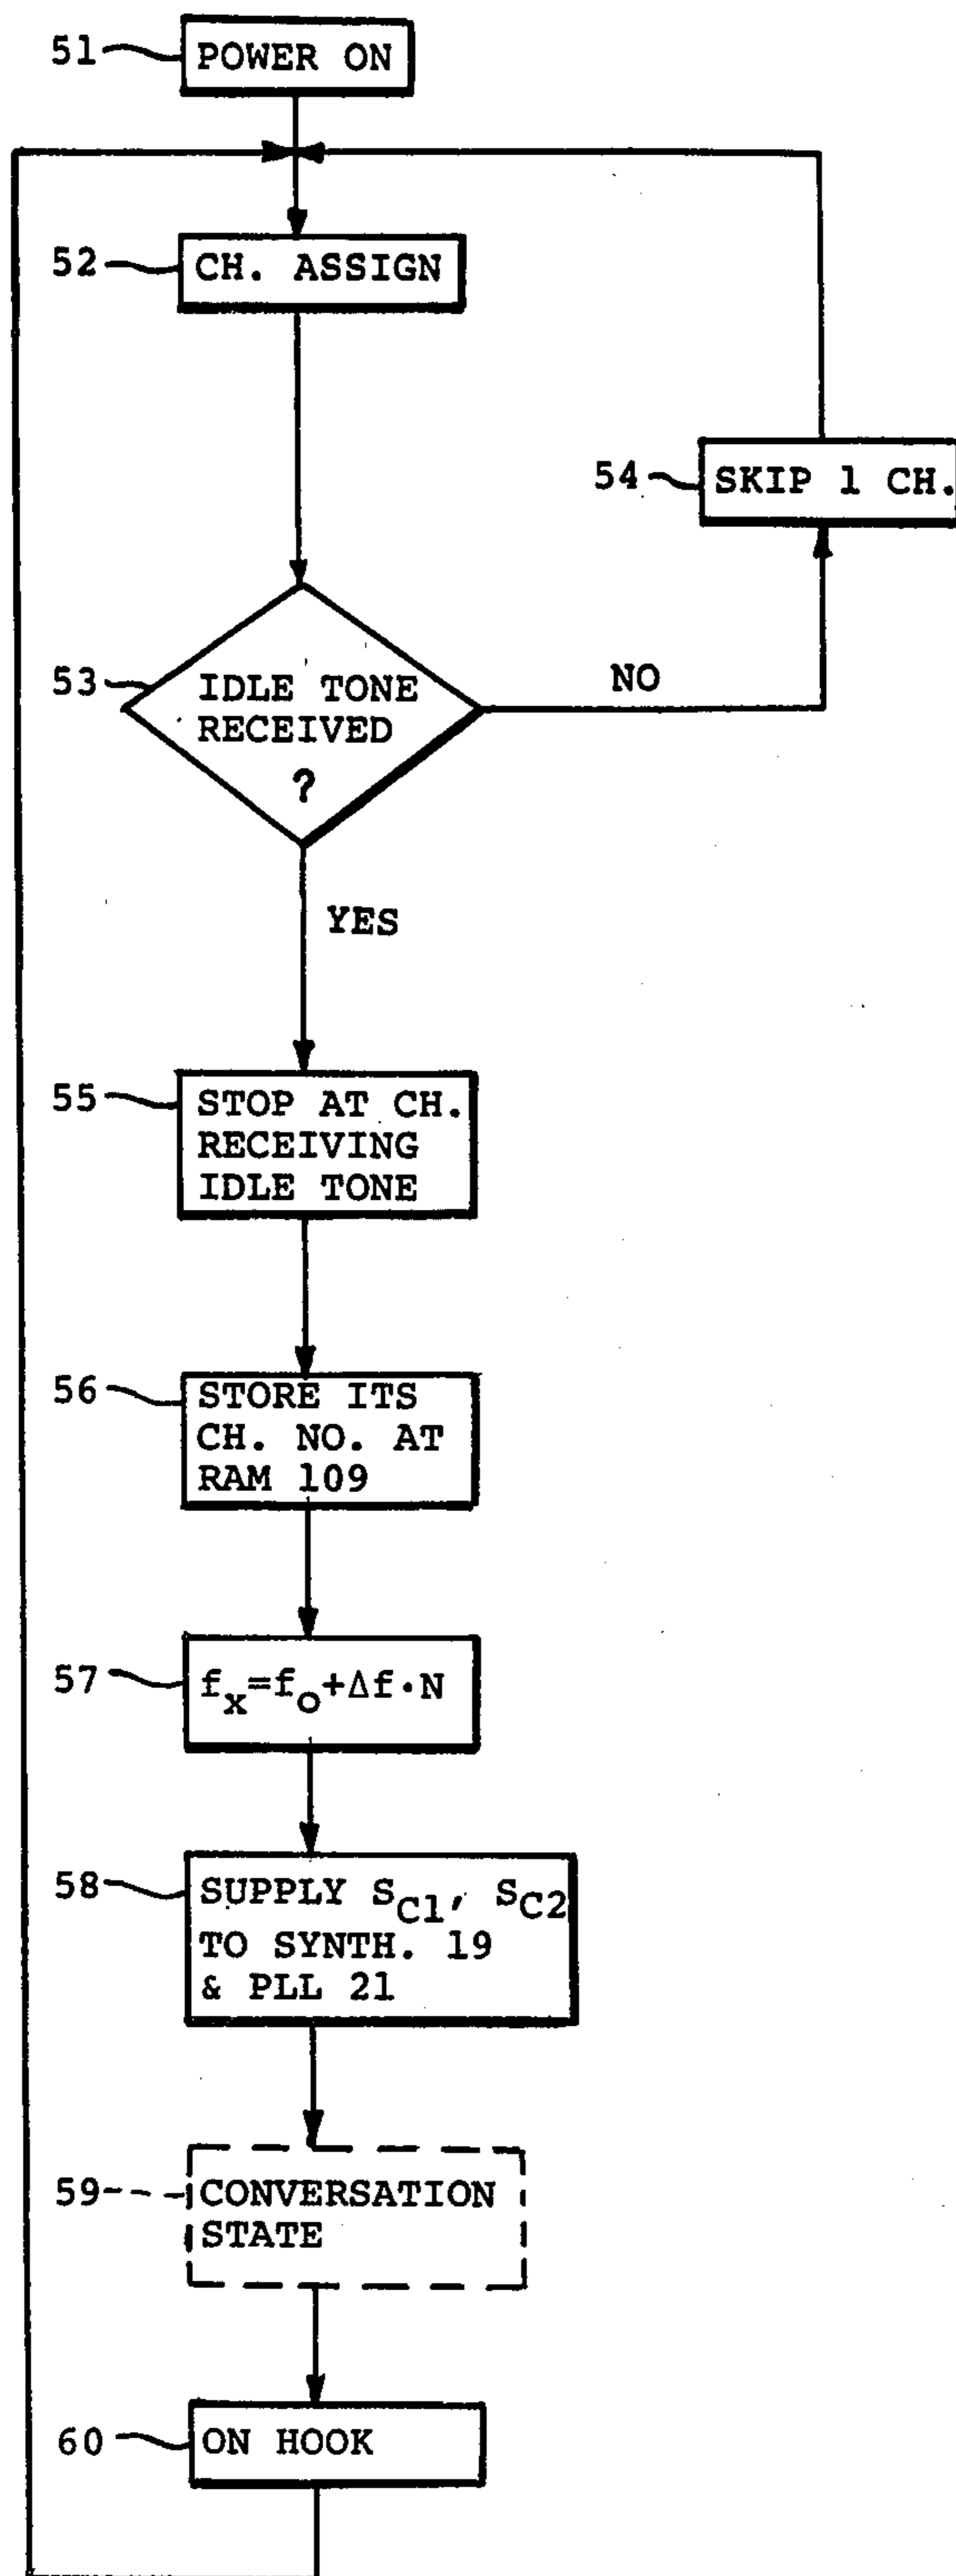 51
POWER ON
52
CH. ASSIGN
54
SKIP 1 CH.
53
IDLE TONE
RECEIVED
?
NO
YES
55
STOP AT CH.
RECEIVING
IDLE TONE
56
STORE ITS
CH. NO. AT
RAM 109
57
fx=fo+Δf·N
58
SUPPLY SC1, SC2
TO SYNTH. 19
& PLL 21
59
CONVERSATION
STATE
60
ON HOOK